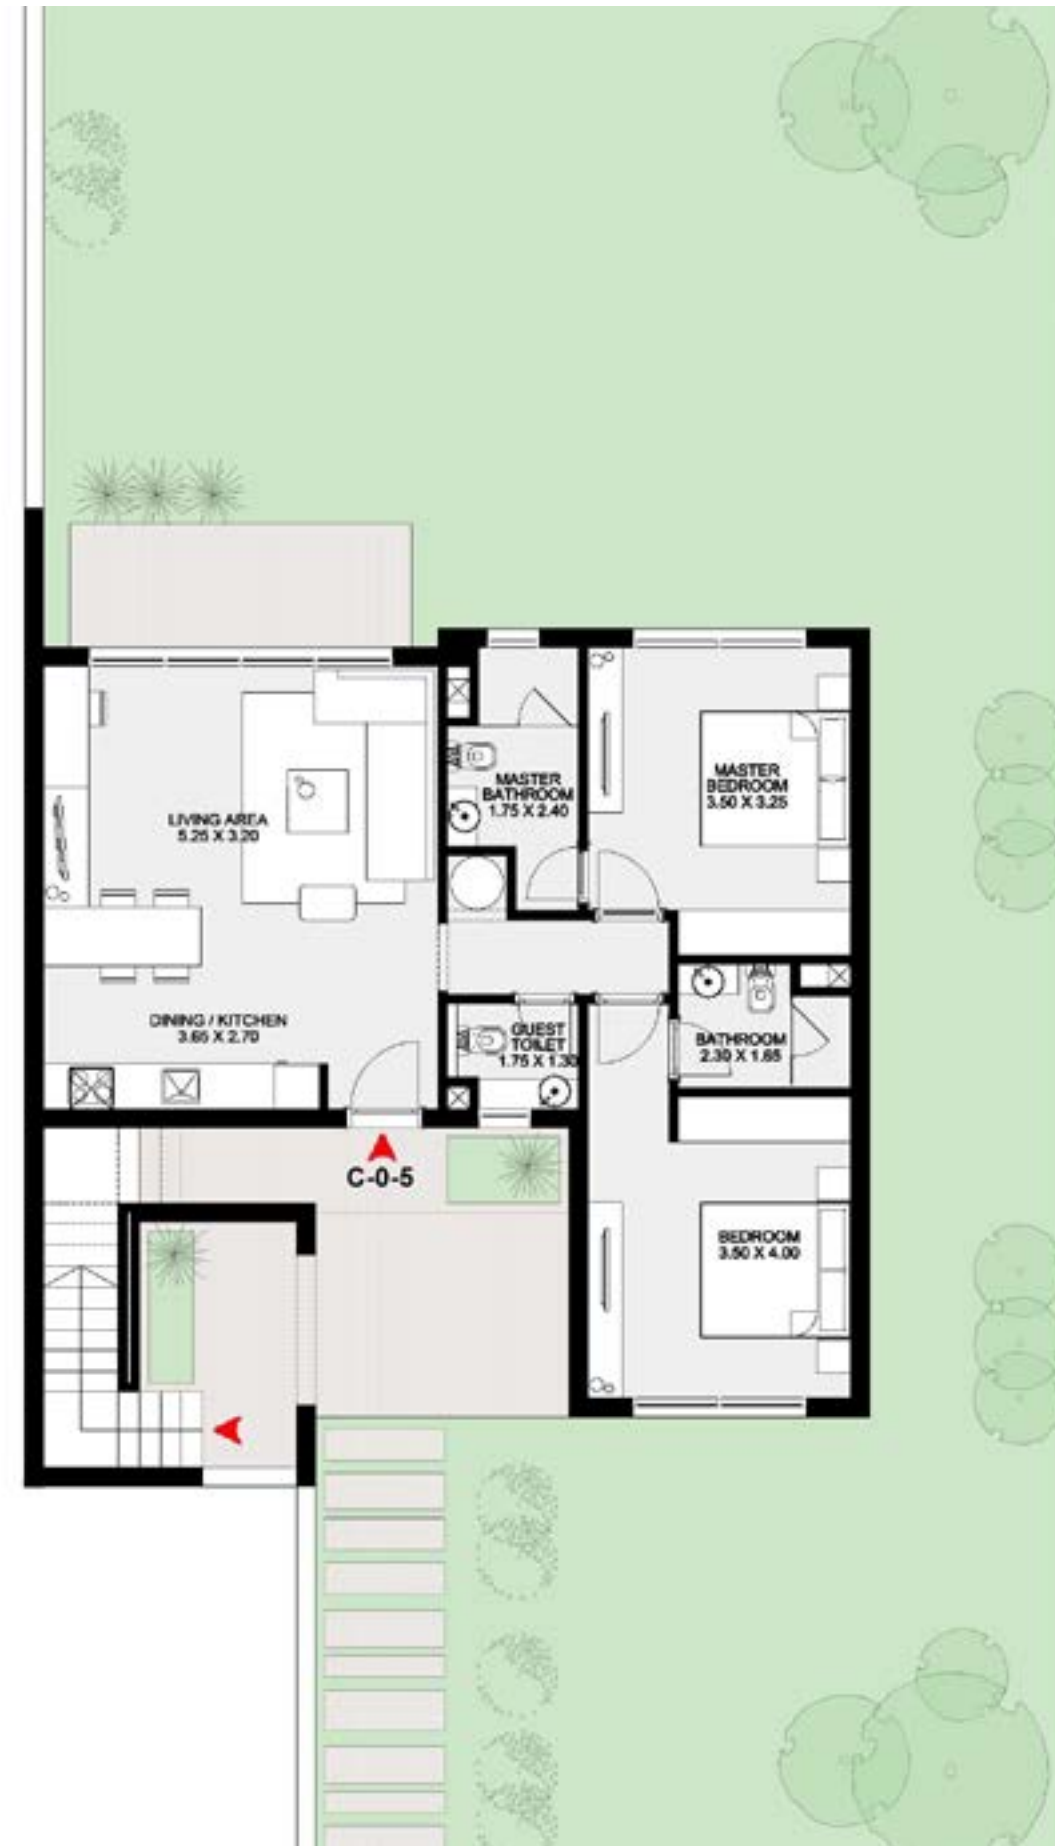 MASTER
BATHROOM
1.75 X 2.40
MASTER
BEDROOM
3.50 X 3.25
LIVING AREA
5.25 X 3.20
DINING / KITCHEN
3.65 X 2.70
GUEST
TOILET
1.75 X 1.30
BATHROOM
2.30 X 1.65
C-0-5
BEDROOM
3.50 X 4.00